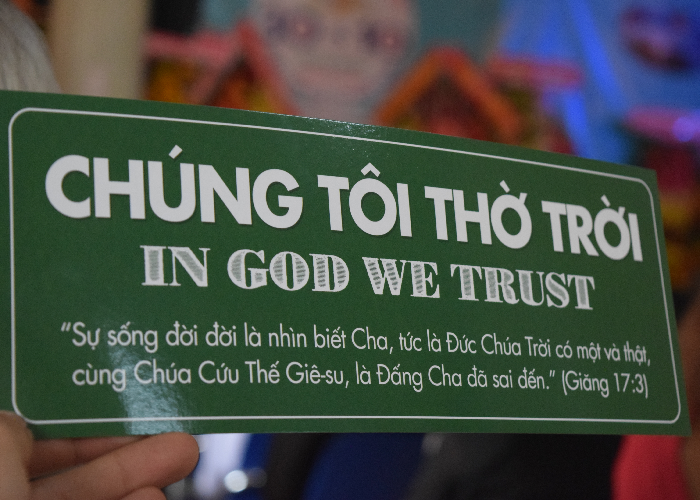 CHÚNG TÔI THỜ TRỜI
IN GOD WE TRUST
“Sự sống đời đời là nhìn biết Cha, tức là Đức Chúa Trời có một và thật,
cùng Chúa Cứu Thế Giê-su, là Đấng Cha đã sai đến.” (Giăng 17:3)